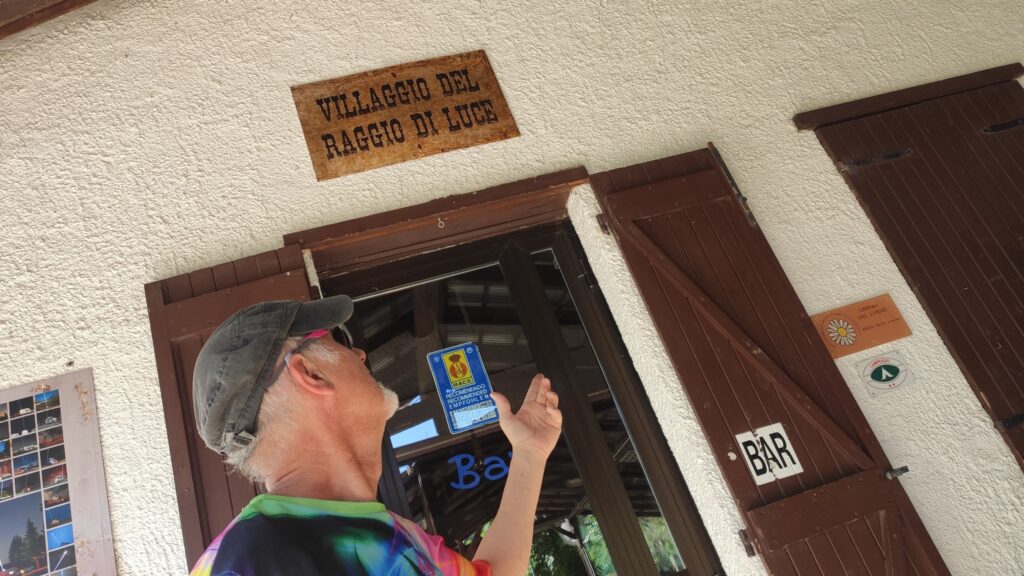 VILLAGGIO DEL
RAGGIO DI LUCE
RACE
RECOMENDADO
RECOMMENDED
EMPFOHLEN
Ba
BAR